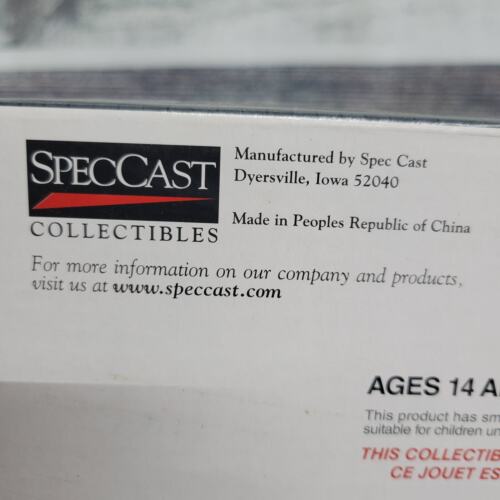 SPECCAST
COLLECTIBLES
Manufactured by Spec Cast
Dyersville, Iowa 52040
Made in Peoples Republic of China
For more information on our company and products,
visit us at www.speccast.com
AGES 14
This product has
suitable for children
THIS
CE JOUET